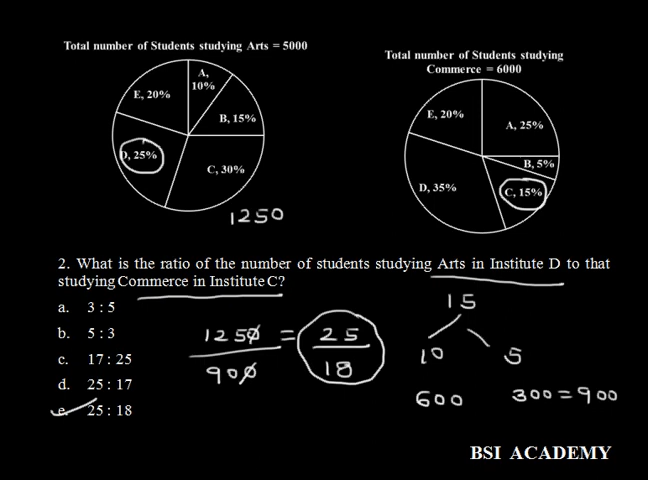 Total number of Students studying Arts = 5000
A,
10%
B, 15%
C, 30%
D, 25%
E, 20%
1250
Total number of Students studying
Commerce = 6000
A, 25%
B, 5%
C, 15%
D, 35%
E, 20%
2. What is the ratio of the number of students studying Arts in Institute D to that
studying Commerce in Institute C?
a. 3 : 5
b. 5 : 3
c. 17 : 25
d. 25 : 17
e. 25 : 18
1250 = 25
900 18
15
10 5
600 300 = 900
BSI ACADEMY